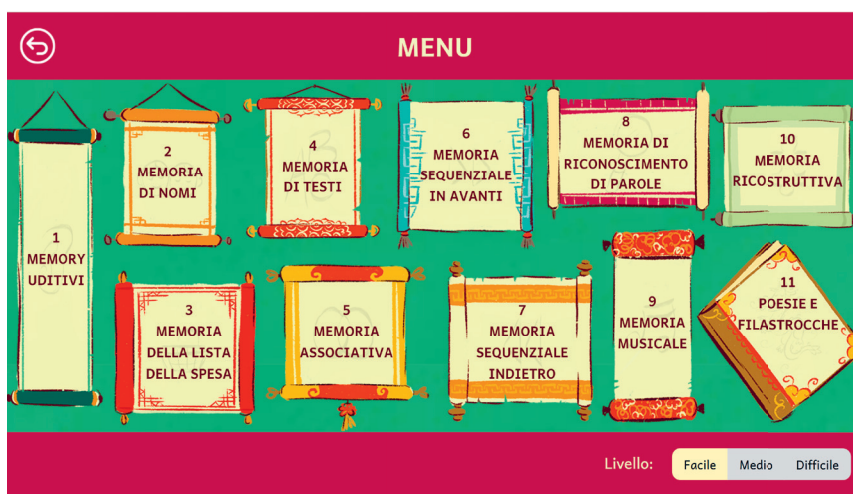 MENU
1
MEMORY
UDITIVI
2
MEMORIA
DI NOMI
3
MEMORIA
DELLA LISTA
DELLA SPESA
4
MEMORIA
DI TESTI
5
MEMORIA
ASSOCIATIVA
6
MEMORIA
SEQUENZIALE
IN AVANTI
7
MEMORIA
SEQUENZIALE
INDIETRO
8
MEMORIA DI
RICONOSCIMENTO
DI PAROLE
9
MEMORIA
MUSICALE
10
MEMORIA
RICOSTRUTTIVA
11
POESIE E
FILASTROCCHE
Livello: Facile Medio Difficile